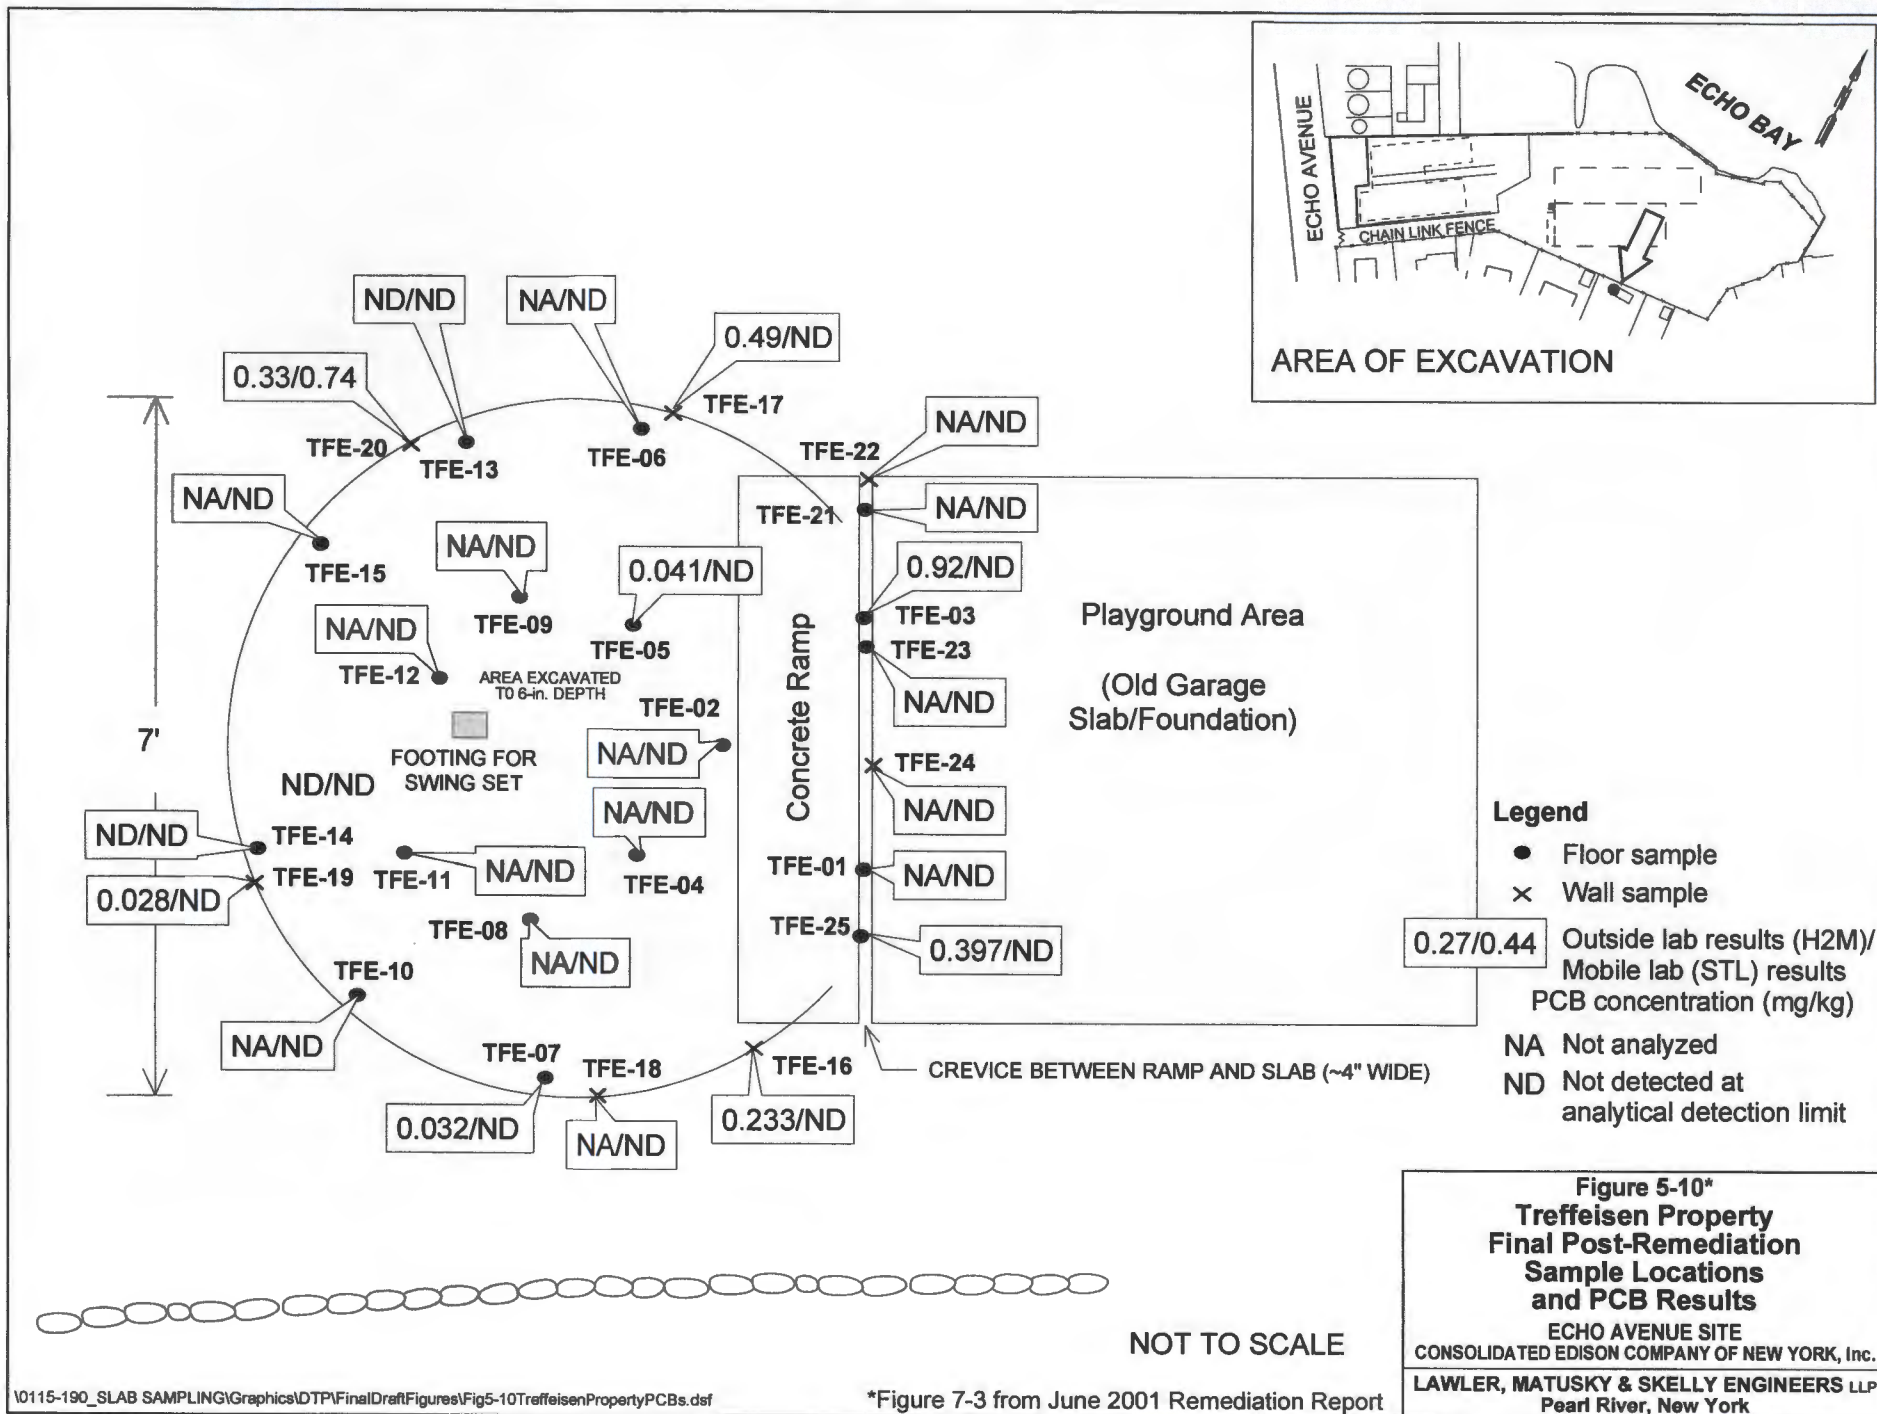 ECHO AVENUE
ECHO BAY
CHAIN LINK FENCE
AREA OF EXCAVATION
ND/ND
NA/ND
0.49/ND
0.33/0.74
TFE-17
TFE-20
TFE-13
TFE-06
NA/ND
TFE-22
NA/ND
TFE-21
NA/ND
TFE-15
NA/ND
TFE-09
0.041/ND
TFE-05
0.92/ND
TFE-03
NA/ND
TFE-12
AREA EXCAVATED
TO 6-in. DEPTH
TFE-23
NA/ND
Playground Area
(Old Garage
Slab/Foundation)
Concrete Ramp
7'
FOOTING FOR
SWING SET
TFE-02
NA/ND
TFE-24
NA/ND
ND/ND
ND/ND
TFE-14
NA/ND
TFE-04
TFE-19
0.028/ND
TFE-11
NA/ND
TFE-01
NA/ND
TFE-08
NA/ND
TFE-25
0.397/ND
TFE-10
NA/ND
TFE-07
0.032/ND
TFE-18
NA/ND
TFE-16
0.233/ND
CREVICE BETWEEN RAMP AND SLAB (~4" WIDE)
Legend
Floor sample
Wall sample
0.27/0.44 Outside lab results (H2M)/
Mobile lab (STL) results
PCB concentration (mg/kg)
NA Not analyzed
ND Not detected at
analytical detection limit
NOT TO SCALE
Figure 5-10*
Treffeisen Property
Final Post-Remediation
Sample Locations
and PCB Results
ECHO AVENUE SITE
CONSOLIDATED EDISON COMPANY OF NEW YORK, Inc.
LAWLER, MATUSKY & SKELLY ENGINEERS LLP
Pearl River, New York
\0115-190_SLAB SAMPLING\Graphics\DTP\FinalDraftFigures\Fig5-10TreffeisenPropertyPCBs.dsf
*Figure 7-3 from June 2001 Remediation Report